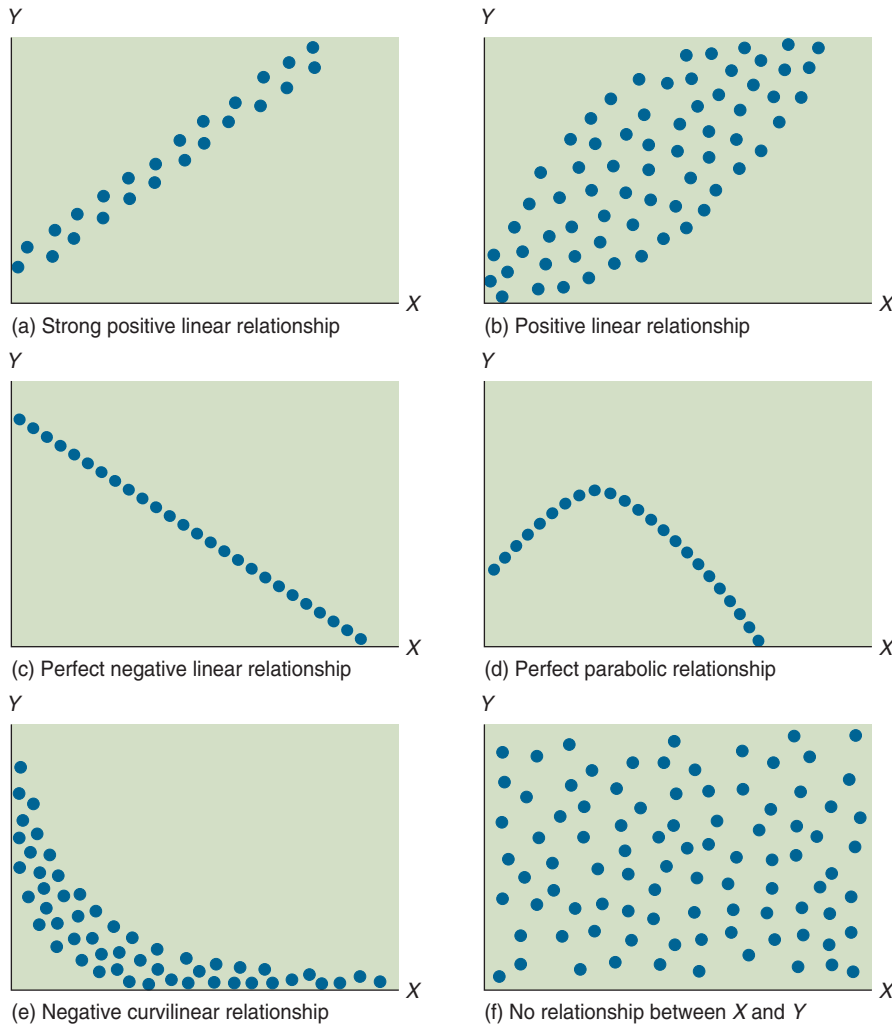 Y
Y
X
X
(a) Strong positive linear relationship
(b) Positive linear relationship
Y
Y
X
X
(c) Perfect negative linear relationship
(d) Perfect parabolic relationship
Y
Y
X
X
(e) Negative curvilinear relationship
(f) No relationship between X and Y